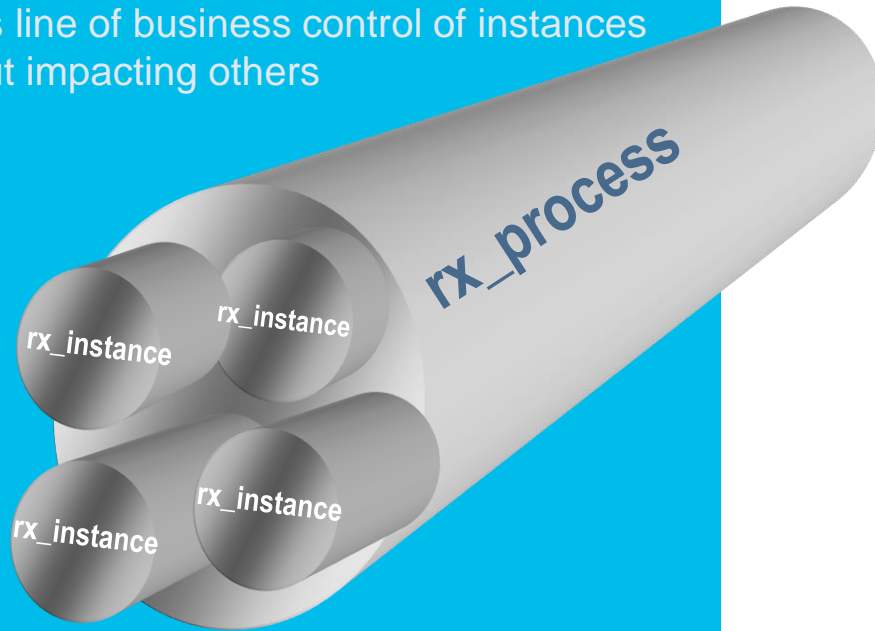 line of business control of instances
impacting others
rx_process
rx_instance
rx_instance
rx_instance
rx_instance